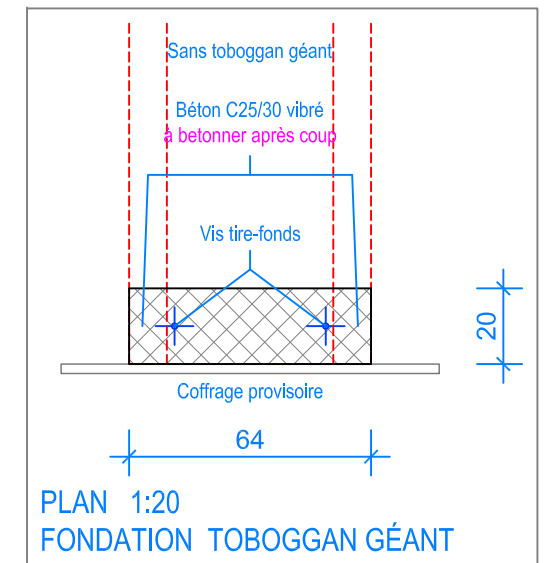 Sans toboggan géant
Béton C25/30 vibré
à betonner après coup
Vis tire-fonds
20
Coffrage provisoire
64
PLAN 1:20
FONDATION TOBOGGAN GÉANT